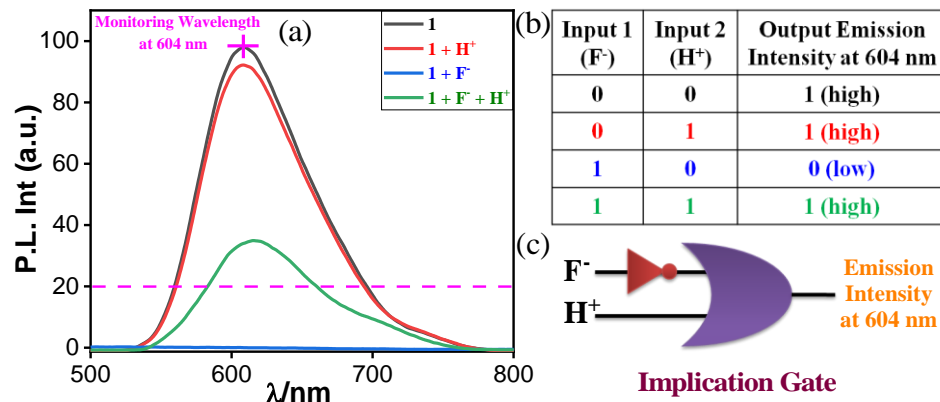 Monitoring Wavelength
at 604 nm
(a)
1
1 + H⁺
1 + F⁻
1 + F⁻ + H⁺
P.L. Int (a.u.)
100
80
60
40
20
0
500
600
700
800
λ/nm
(b)
Input 1 (F⁻) Input 2 (H⁺) Output Emission Intensity at 604 nm
0 0 1 (high)
0 1 1 (high)
1 0 0 (low)
1 1 1 (high)
(c)
F⁻
H⁺
Emission
Intensity
at 604 nm
Implication Gate